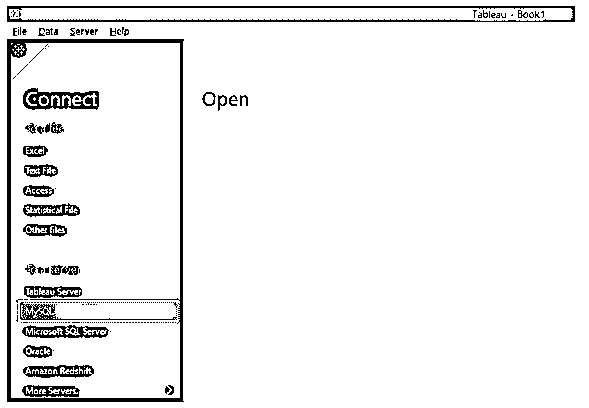 Tableau - Book1
File Data Server Help
Connect
Open
To a file
Excel
Text File
Access
Statistical File
Other files
To a server
Tableau Server
MySQL
Microsoft SQL Server
Oracle
Amazon Redshift
More Servers...